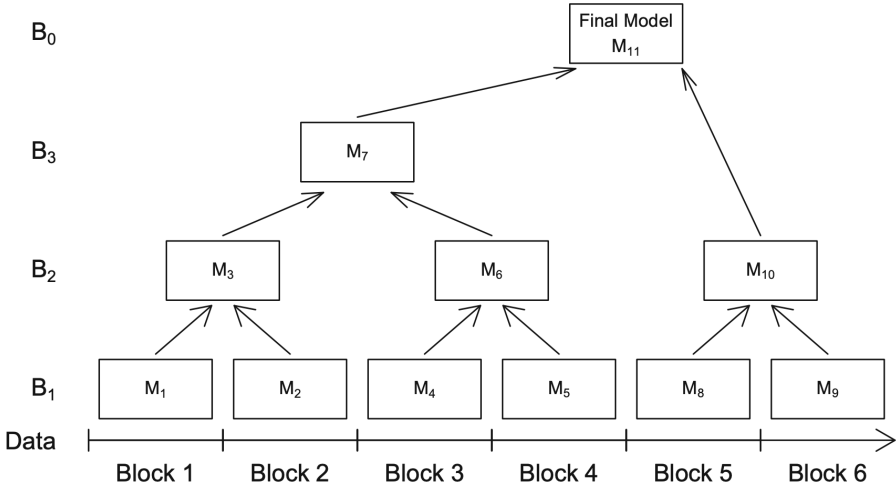 B₀ Final Model
M₁₁
B₃ M₇
B₂ M₃ M₆ M₁₀
B₁ M₁ M₂ M₄ M₅ M₈ M₉
Data
Block 1 Block 2 Block 3 Block 4 Block 5 Block 6